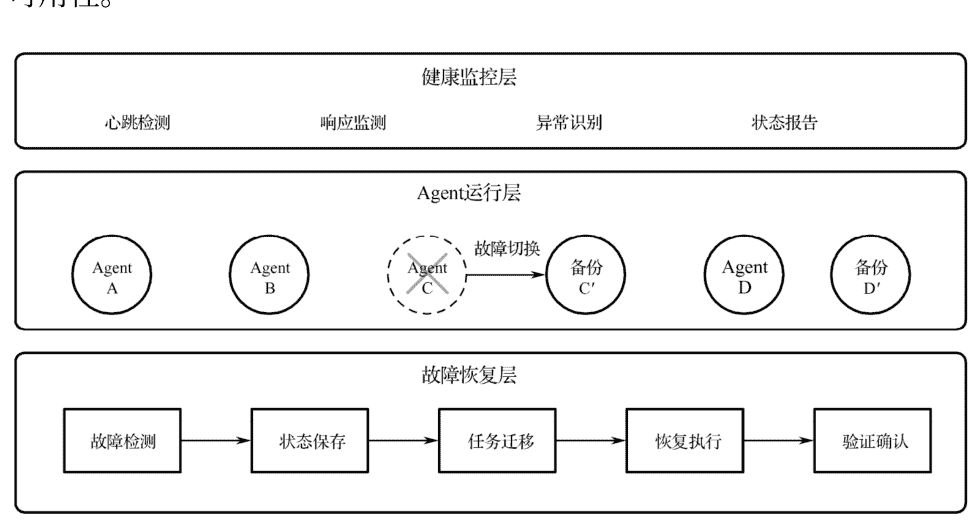 可用性。
健康监控层
心跳检测 响应监测 异常识别 状态报告
Agent运行层
故障切换
Agent A
Agent B
Agent C
备份 C′
Agent D
备份 D′
故障恢复层
故障检测 状态保存 任务迁移 恢复执行 验证确认